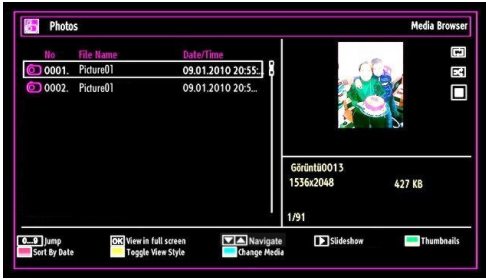 Photos
Media Browser
No File Name Date/Time
0001. Picture01 09.01.2010 20:55:..
0002. Picture01 09.01.2010 20:5...
Görüntü0013
1536x2048 427 KB
1/91
0...9 Jump OK View in full screen Navigate Slideshow Thumbnails
Sort By Date Toggle View Style Change Media